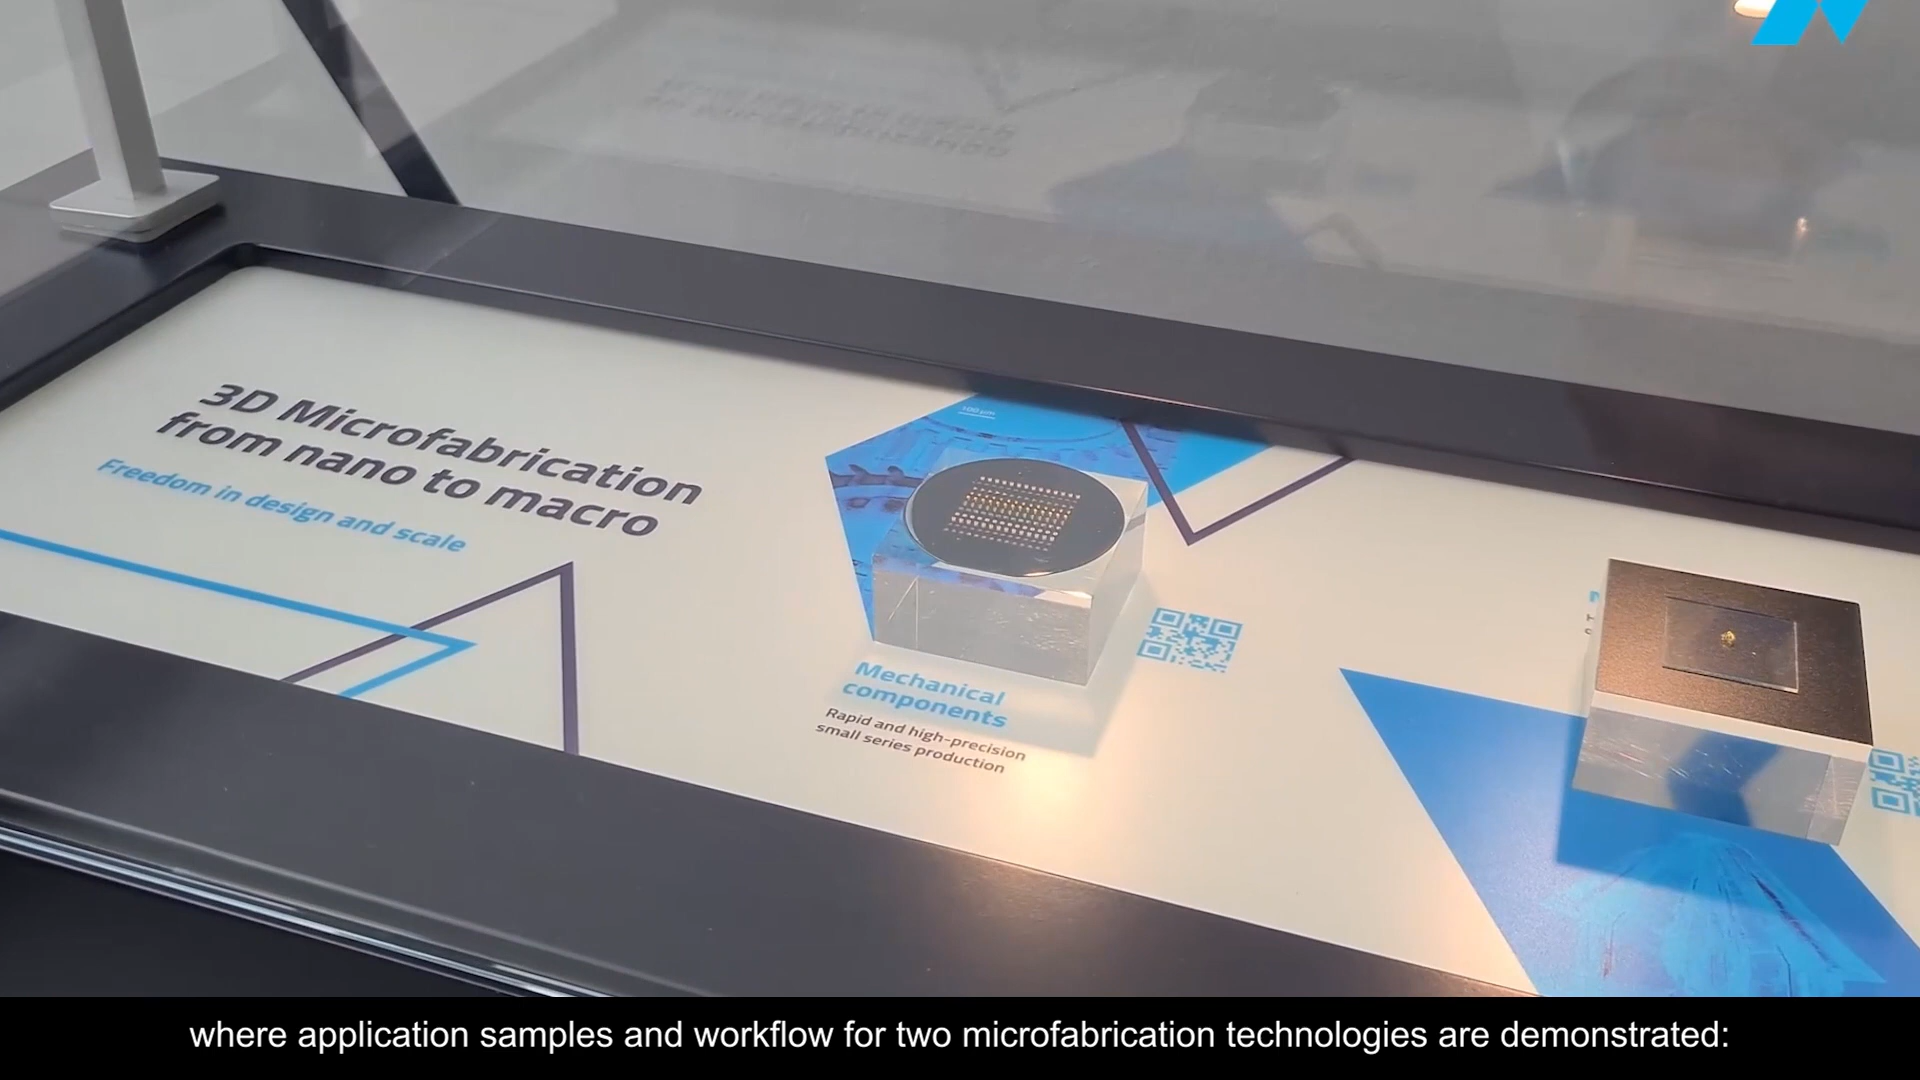 3D Microfabrication
from nano to macro
Freedom in design and scale
100 µm
Mechanical
components
Rapid and high-precision
small series production
where application samples and workflow for two microfabrication technologies are demonstrated: